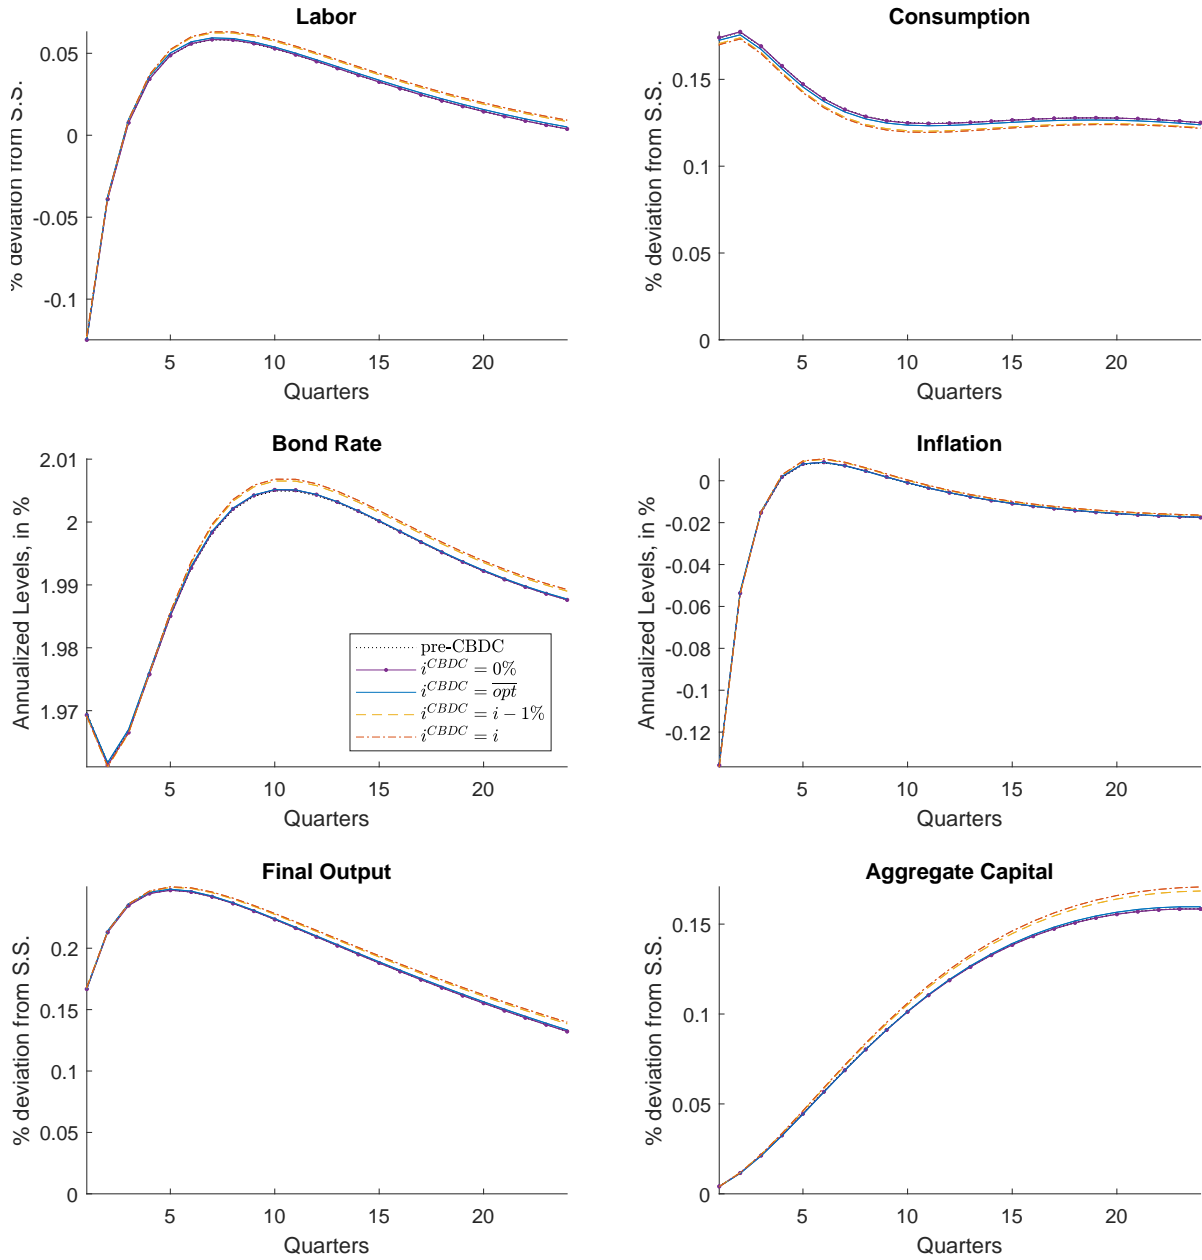 Labor
% deviation from S.S.
0.05
0
-0.05
-0.1
5
10
15
20
Quarters
Consumption
% deviation from S.S.
0.15
0.1
0.05
0
5
10
15
20
Quarters
Bond Rate
Annualized Levels, in %
2.01
2
1.99
1.98
1.97
5
10
15
20
Quarters
pre-CBDC
i^{CBDC} = 0%
i^{CBDC} = \overline{opt}
i^{CBDC} = i − 1%
i^{CBDC} = i
Inflation
Annualized Levels, in %
0
-0.02
-0.04
-0.06
-0.08
-0.1
-0.12
5
10
15
20
Quarters
Final Output
% deviation from S.S.
0.2
0.15
0.1
0.05
0
5
10
15
20
Quarters
Aggregate Capital
% deviation from S.S.
0.15
0.1
0.05
0
5
10
15
20
Quarters